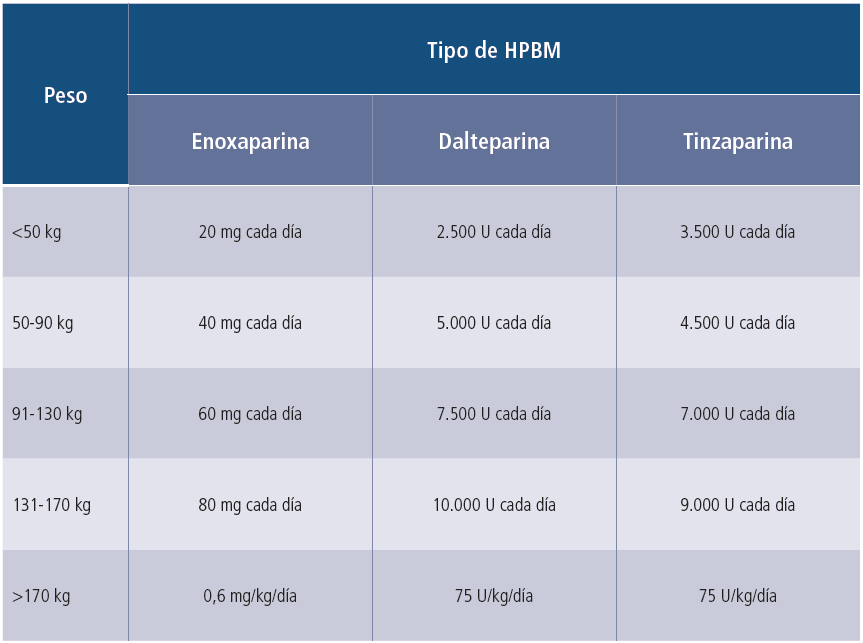 Peso
Tipo de HPBM
Enoxaparina
Dalteparina
Tinzaparina
<50 kg
20 mg cada día
2.500 U cada día
3.500 U cada día
50-90 kg
40 mg cada día
5.000 U cada día
4.500 U cada día
91-130 kg
60 mg cada día
7.500 U cada día
7.000 U cada día
131-170 kg
80 mg cada día
10.000 U cada día
9.000 U cada día
>170 kg
0,6 mg/kg/día
75 U/kg/día
75 U/kg/día